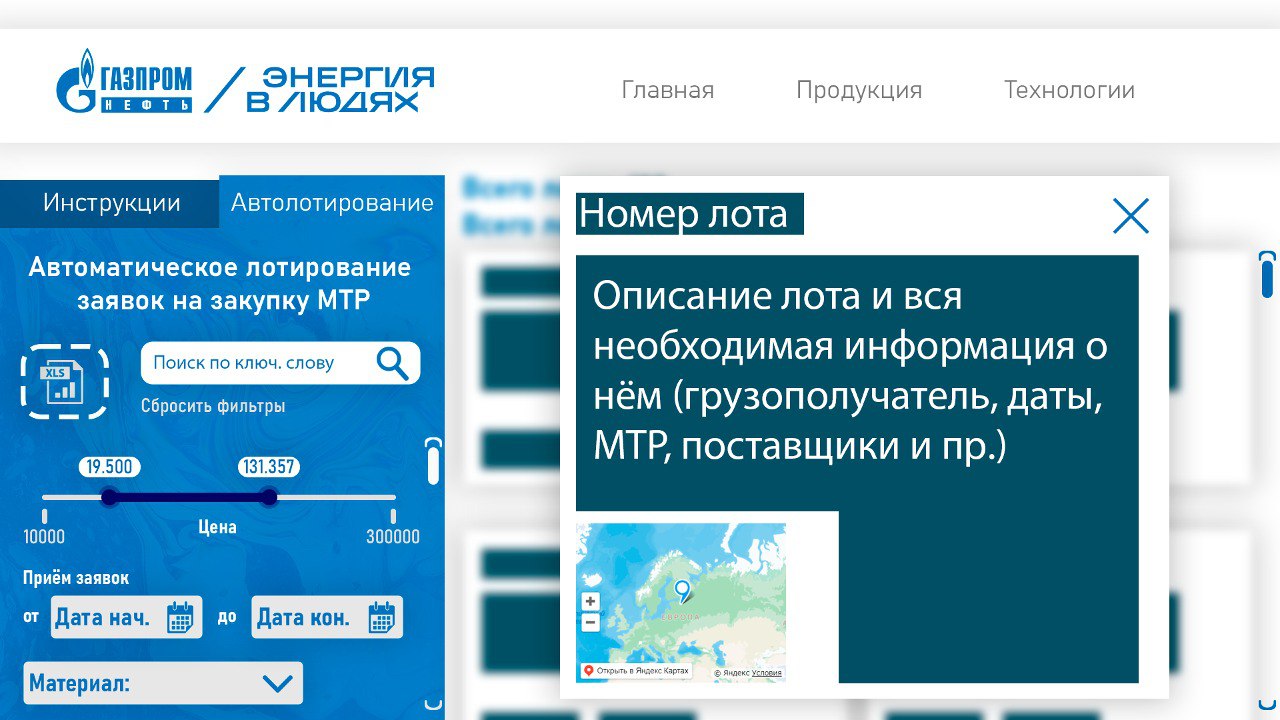 ГАЗПРОМ
НЕФТЬ
ЭНЕРГИЯ
В ЛЮДЯХ
Главная
Продукция
Технологии
Инструкции
Автолотирование
Автоматическое лотирование
заявок на закупку МТР
XLS
Поиск по ключ. слову
Сбросить фильтры
19.500
131.357
10000
Цена
300000
Приём заявок
от
Дата нач.
до
Дата кон.
Материал:
Всего
Всего
Номер лота
Описание лота и вся
необходимая информация о
нём (грузополучатель, даты,
МТР, поставщики и пр.)
ЕВРОПА
Открыть в Яндекс Картах
© Яндекс Условия